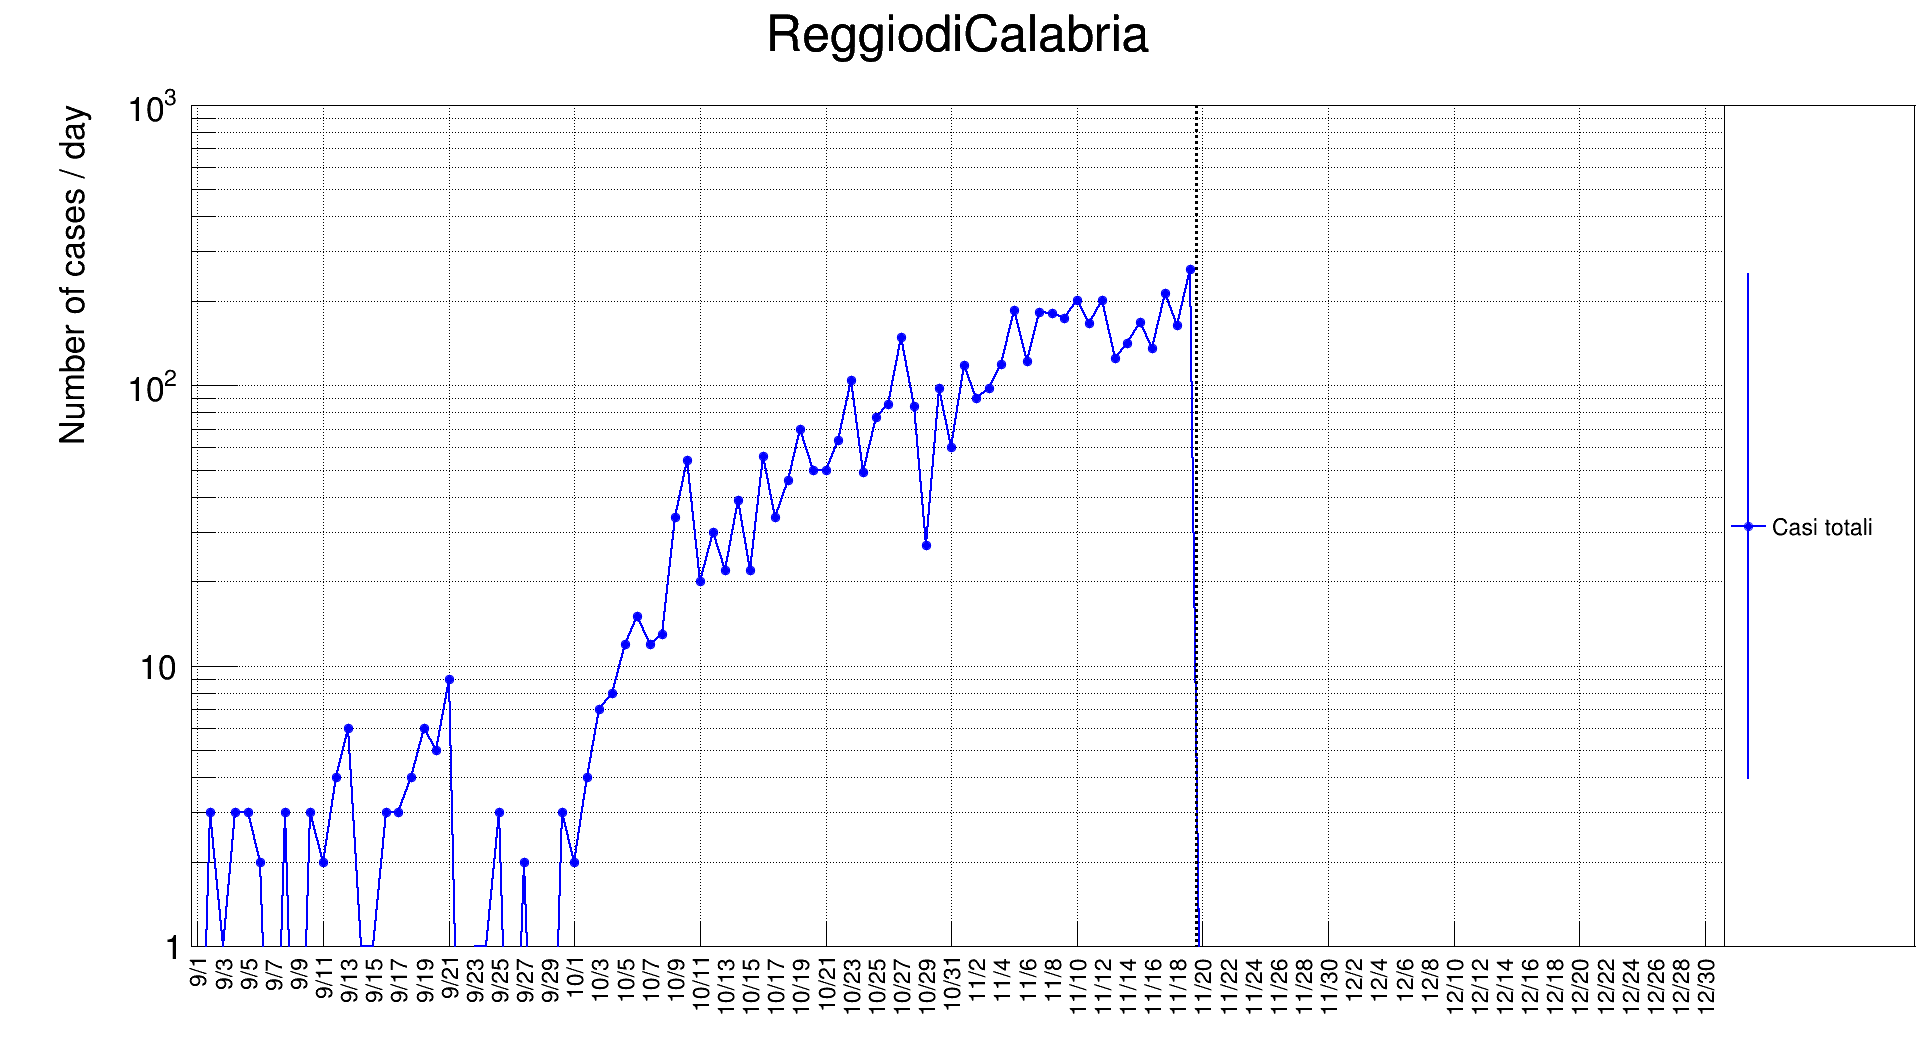 ReggiodiCalabria
Number of cases / day
10³
10²
10
1
9/1 9/3 9/5 9/7 9/9 9/11 9/13 9/15 9/17 9/19 9/21 9/23 9/25 9/27 9/29 10/1 10/3 10/5 10/7 10/9 10/11 10/13 10/15 10/17 10/19 10/21 10/23 10/25 10/27 10/29 10/31 11/2 11/4 11/6 11/8 11/10 11/12 11/14 11/16 11/18 11/20 11/22 11/24 11/26 11/28 11/30 12/2 12/4 12/6 12/8 12/10 12/12 12/14 12/16 12/18 12/20 12/22 12/24 12/26 12/28 12/30
Casi totali